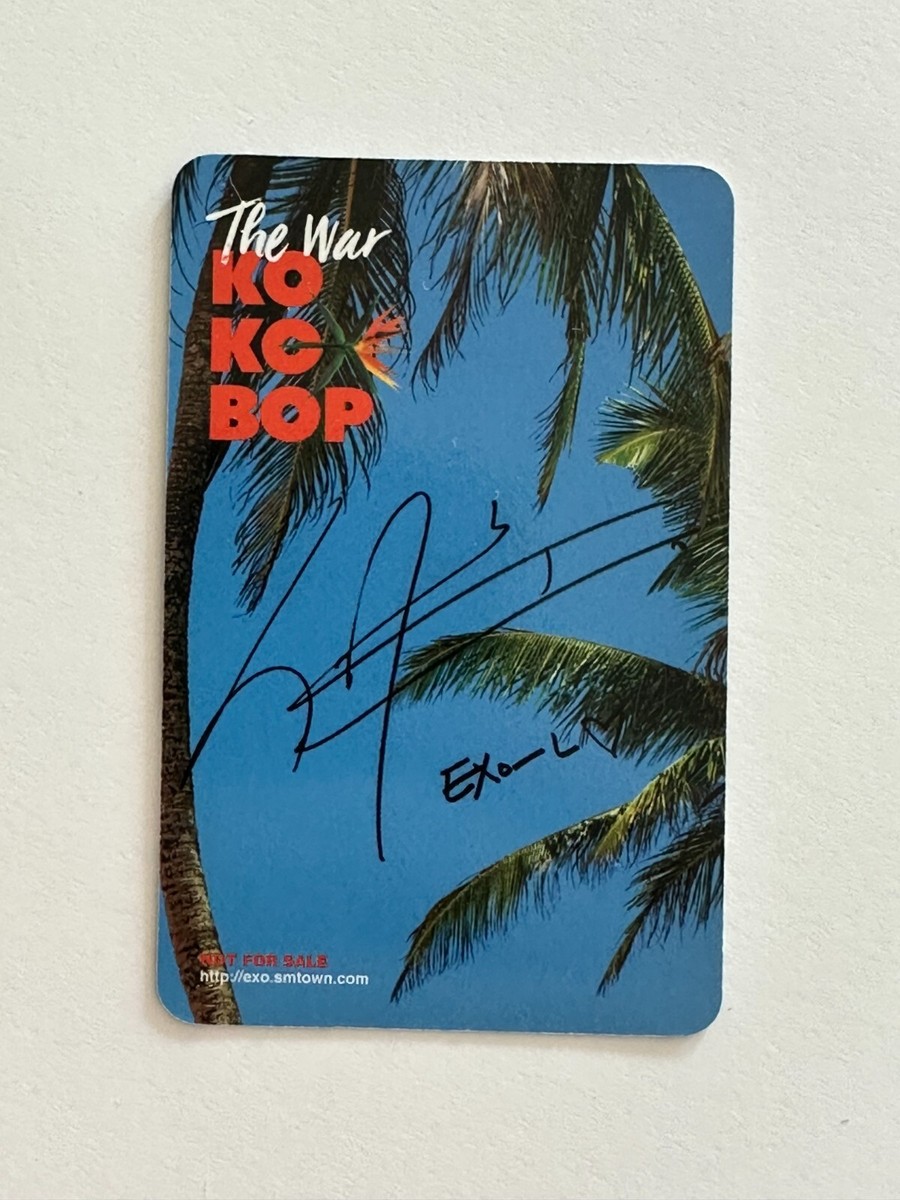 The War
KO
KO
BOP
EXO-L♡
NOT FOR SALE
http://exo.smtown.com